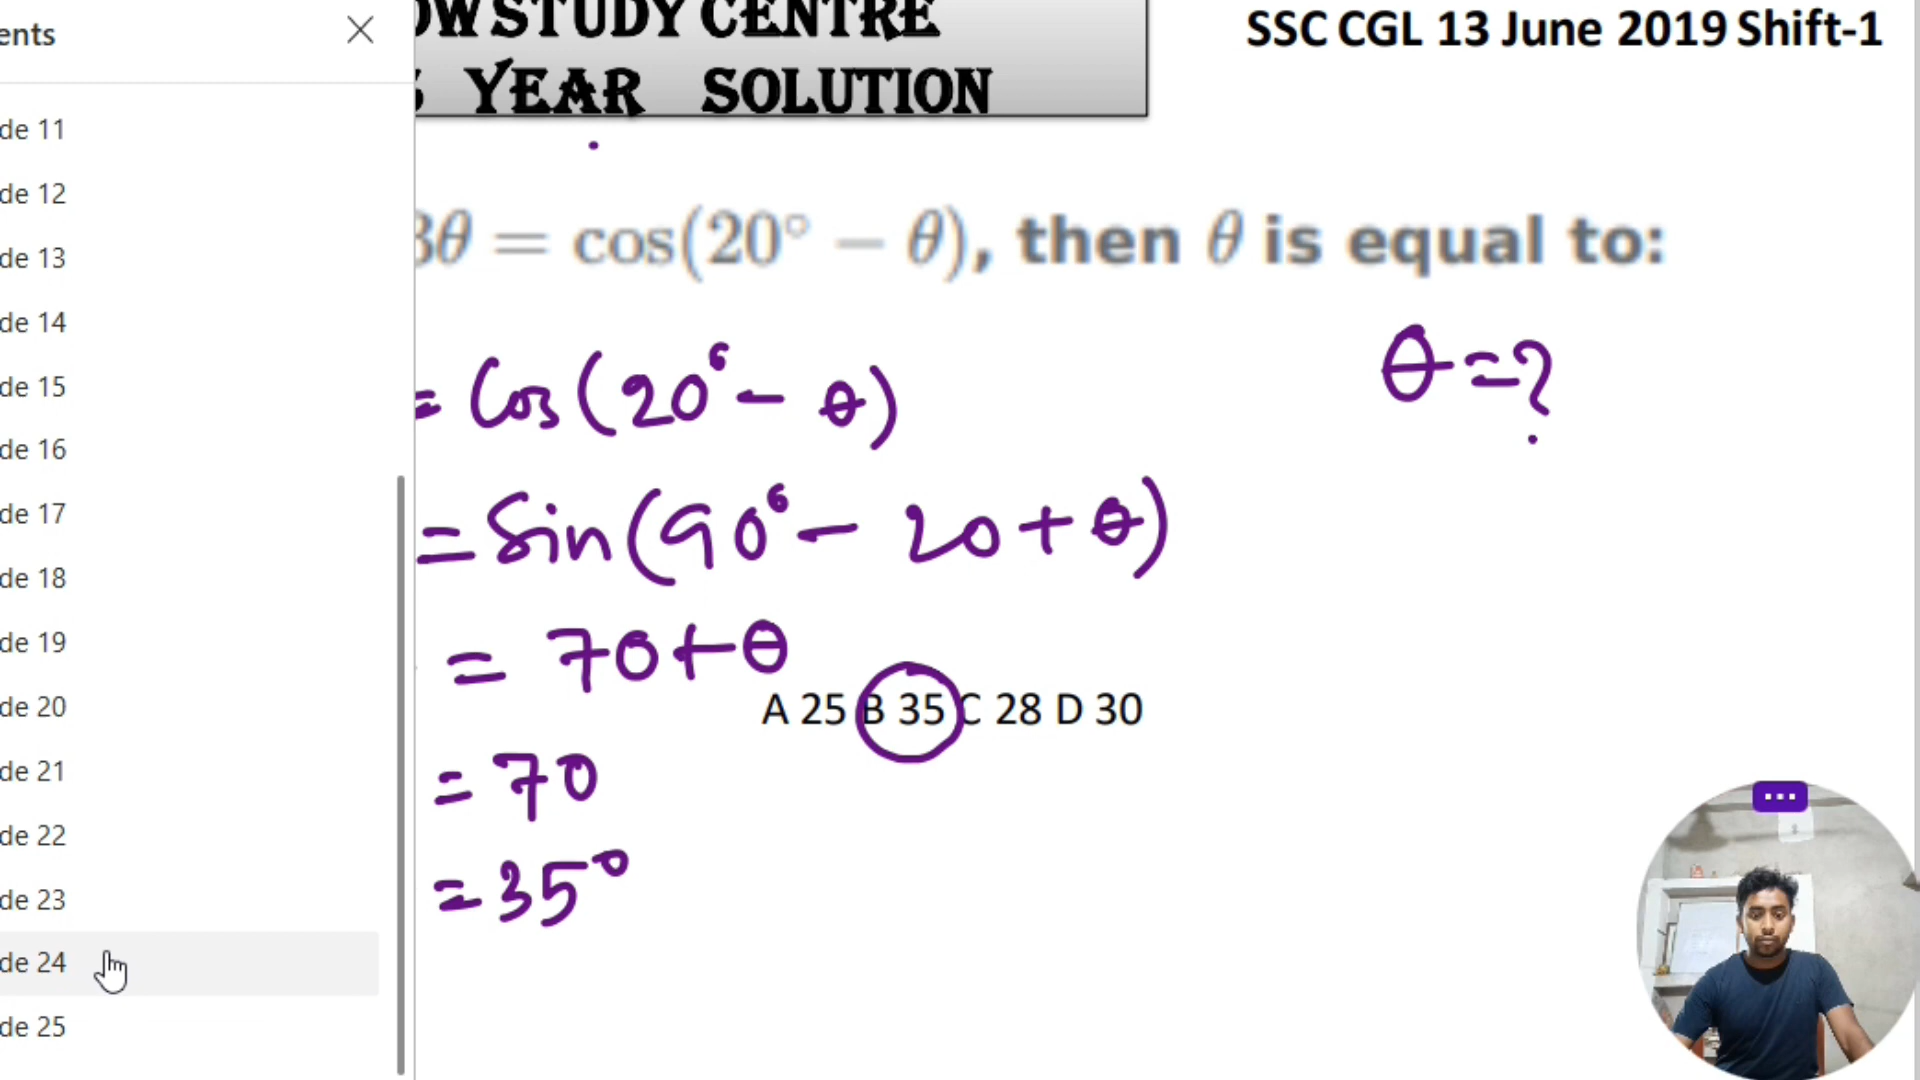 ents
de 11
de 12
de 13
de 14
de 15
de 16
de 17
de 18
de 19
de 20
de 21
de 22
de 23
de 24
de 25
OW STUDY CENTRE
YEAR SOLUTION
SSC CGL 13 June 2019 Shift-1
3θ = cos(20° − θ), then θ is equal to:
θ = ?
= Cos(20° − θ)
= Sin(90° − 20 + θ)
= 70 + θ
A 25 B 35 C 28 D 30
= 70
= 35°